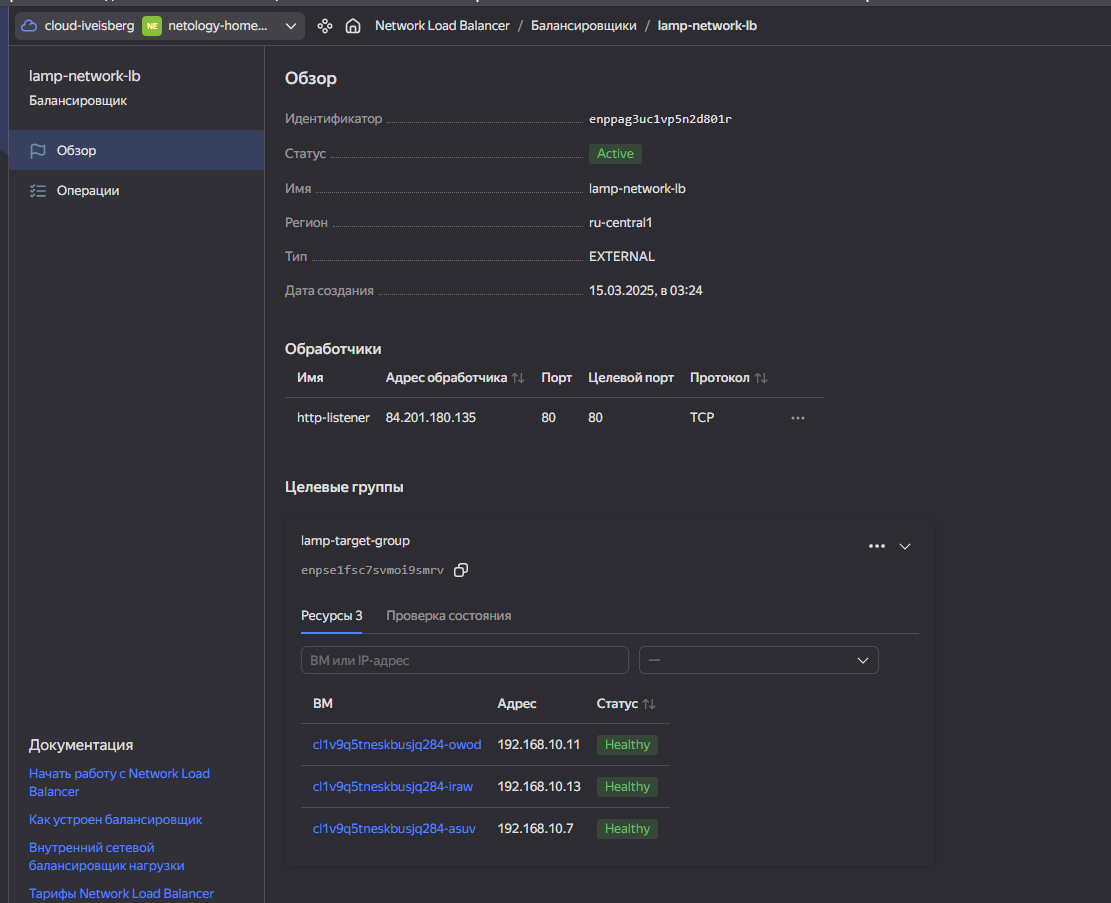 cloud-iveisberg NE netology-home... Network Load Balancer / Балансировщики / lamp-network-lb
lamp-network-lb
Балансировщик
Обзор
Операции
Документация
Начать работу с Network Load
Balancer
Как устроен балансировщик
Внутренний сетевой
балансировщик нагрузки
Тарифы Network Load Balancer
Обзор
Идентификатор enppag3uc1vp5n2d801r
Статус Active
Имя lamp-network-lb
Регион ru-central1
Тип EXTERNAL
Дата создания 15.03.2025, в 03:24
Обработчики
Имя Адрес обработчика Порт Целевой порт Протокол
http-listener 84.201.180.135 80 80 TCP
Целевые группы
lamp-target-group
enpse1fsc7svmoi9smrv
Ресурсы 3 Проверка состояния
ВМ или IP-адрес —
ВМ Адрес Статус
cl1v9q5tneskbusjq284-owod 192.168.10.11 Healthy
cl1v9q5tneskbusjq284-iraw 192.168.10.13 Healthy
cl1v9q5tneskbusjq284-asuv 192.168.10.7 Healthy